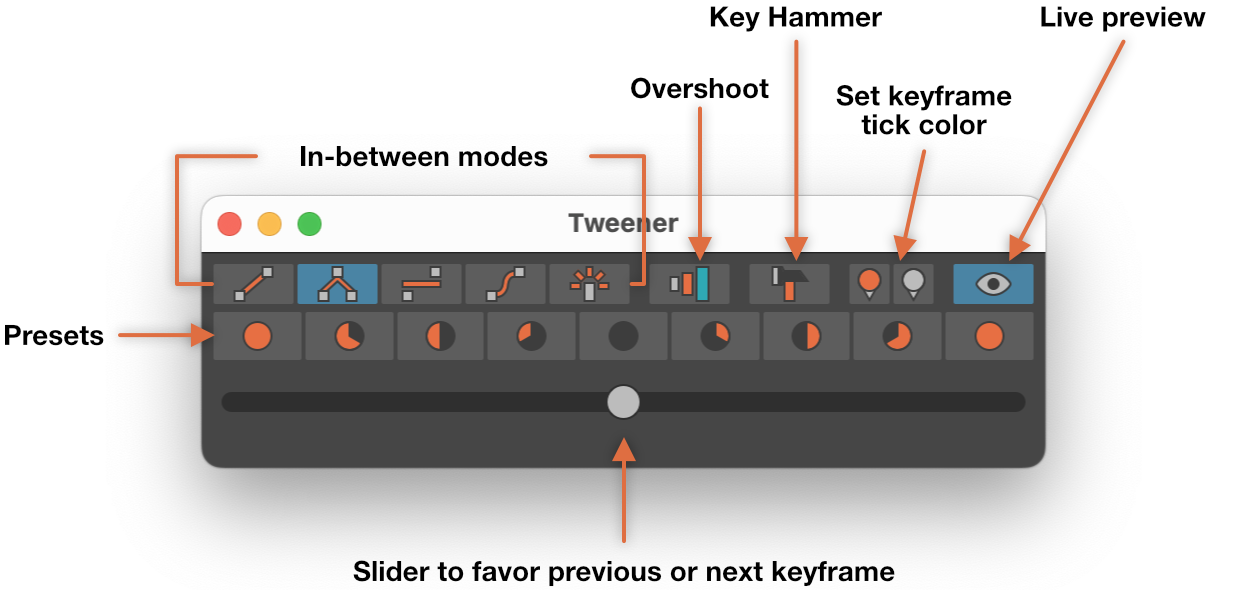 Key Hammer
Live preview
Overshoot
Set keyframe
tick color
In-between modes
Tweener
Presets
Slider to favor previous or next keyframe